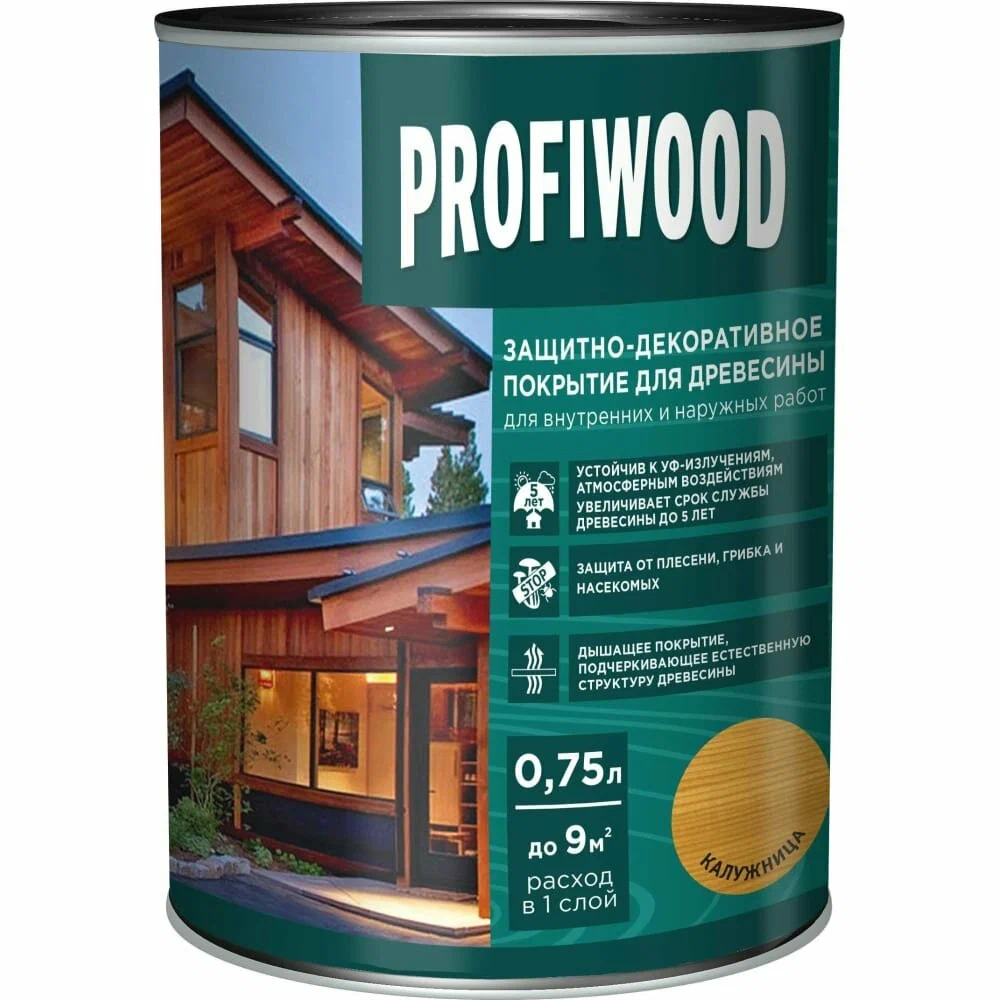 PROFIWOOD
ЗАЩИТНО-ДЕКОРАТИВНОЕ
ПОКРЫТИЕ ДЛЯ ДРЕВЕСИНЫ
для внутренних и наружных работ
5
лет
УСТОЙЧИВ К УФ-ИЗЛУЧЕНИЯМ,
АТМОСФЕРНЫМ ВОЗДЕЙСТВИЯМ
УВЕЛИЧИВАЕТ СРОК СЛУЖБЫ
ДРЕВЕСИНЫ ДО 5 ЛЕТ
STOP
ЗАЩИТА ОТ ПЛЕСЕНИ, ГРИБКА И
НАСЕКОМЫХ
ДЫШАЩЕЕ ПОКРЫТИЕ,
ПОДЧЕРКИВАЮЩЕЕ ЕСТЕСТВЕННУЮ
СТРУКТУРУ ДРЕВЕСИНЫ
0,75л
до 9м²
расход
в 1 слой
КАЛУЖНИЦА